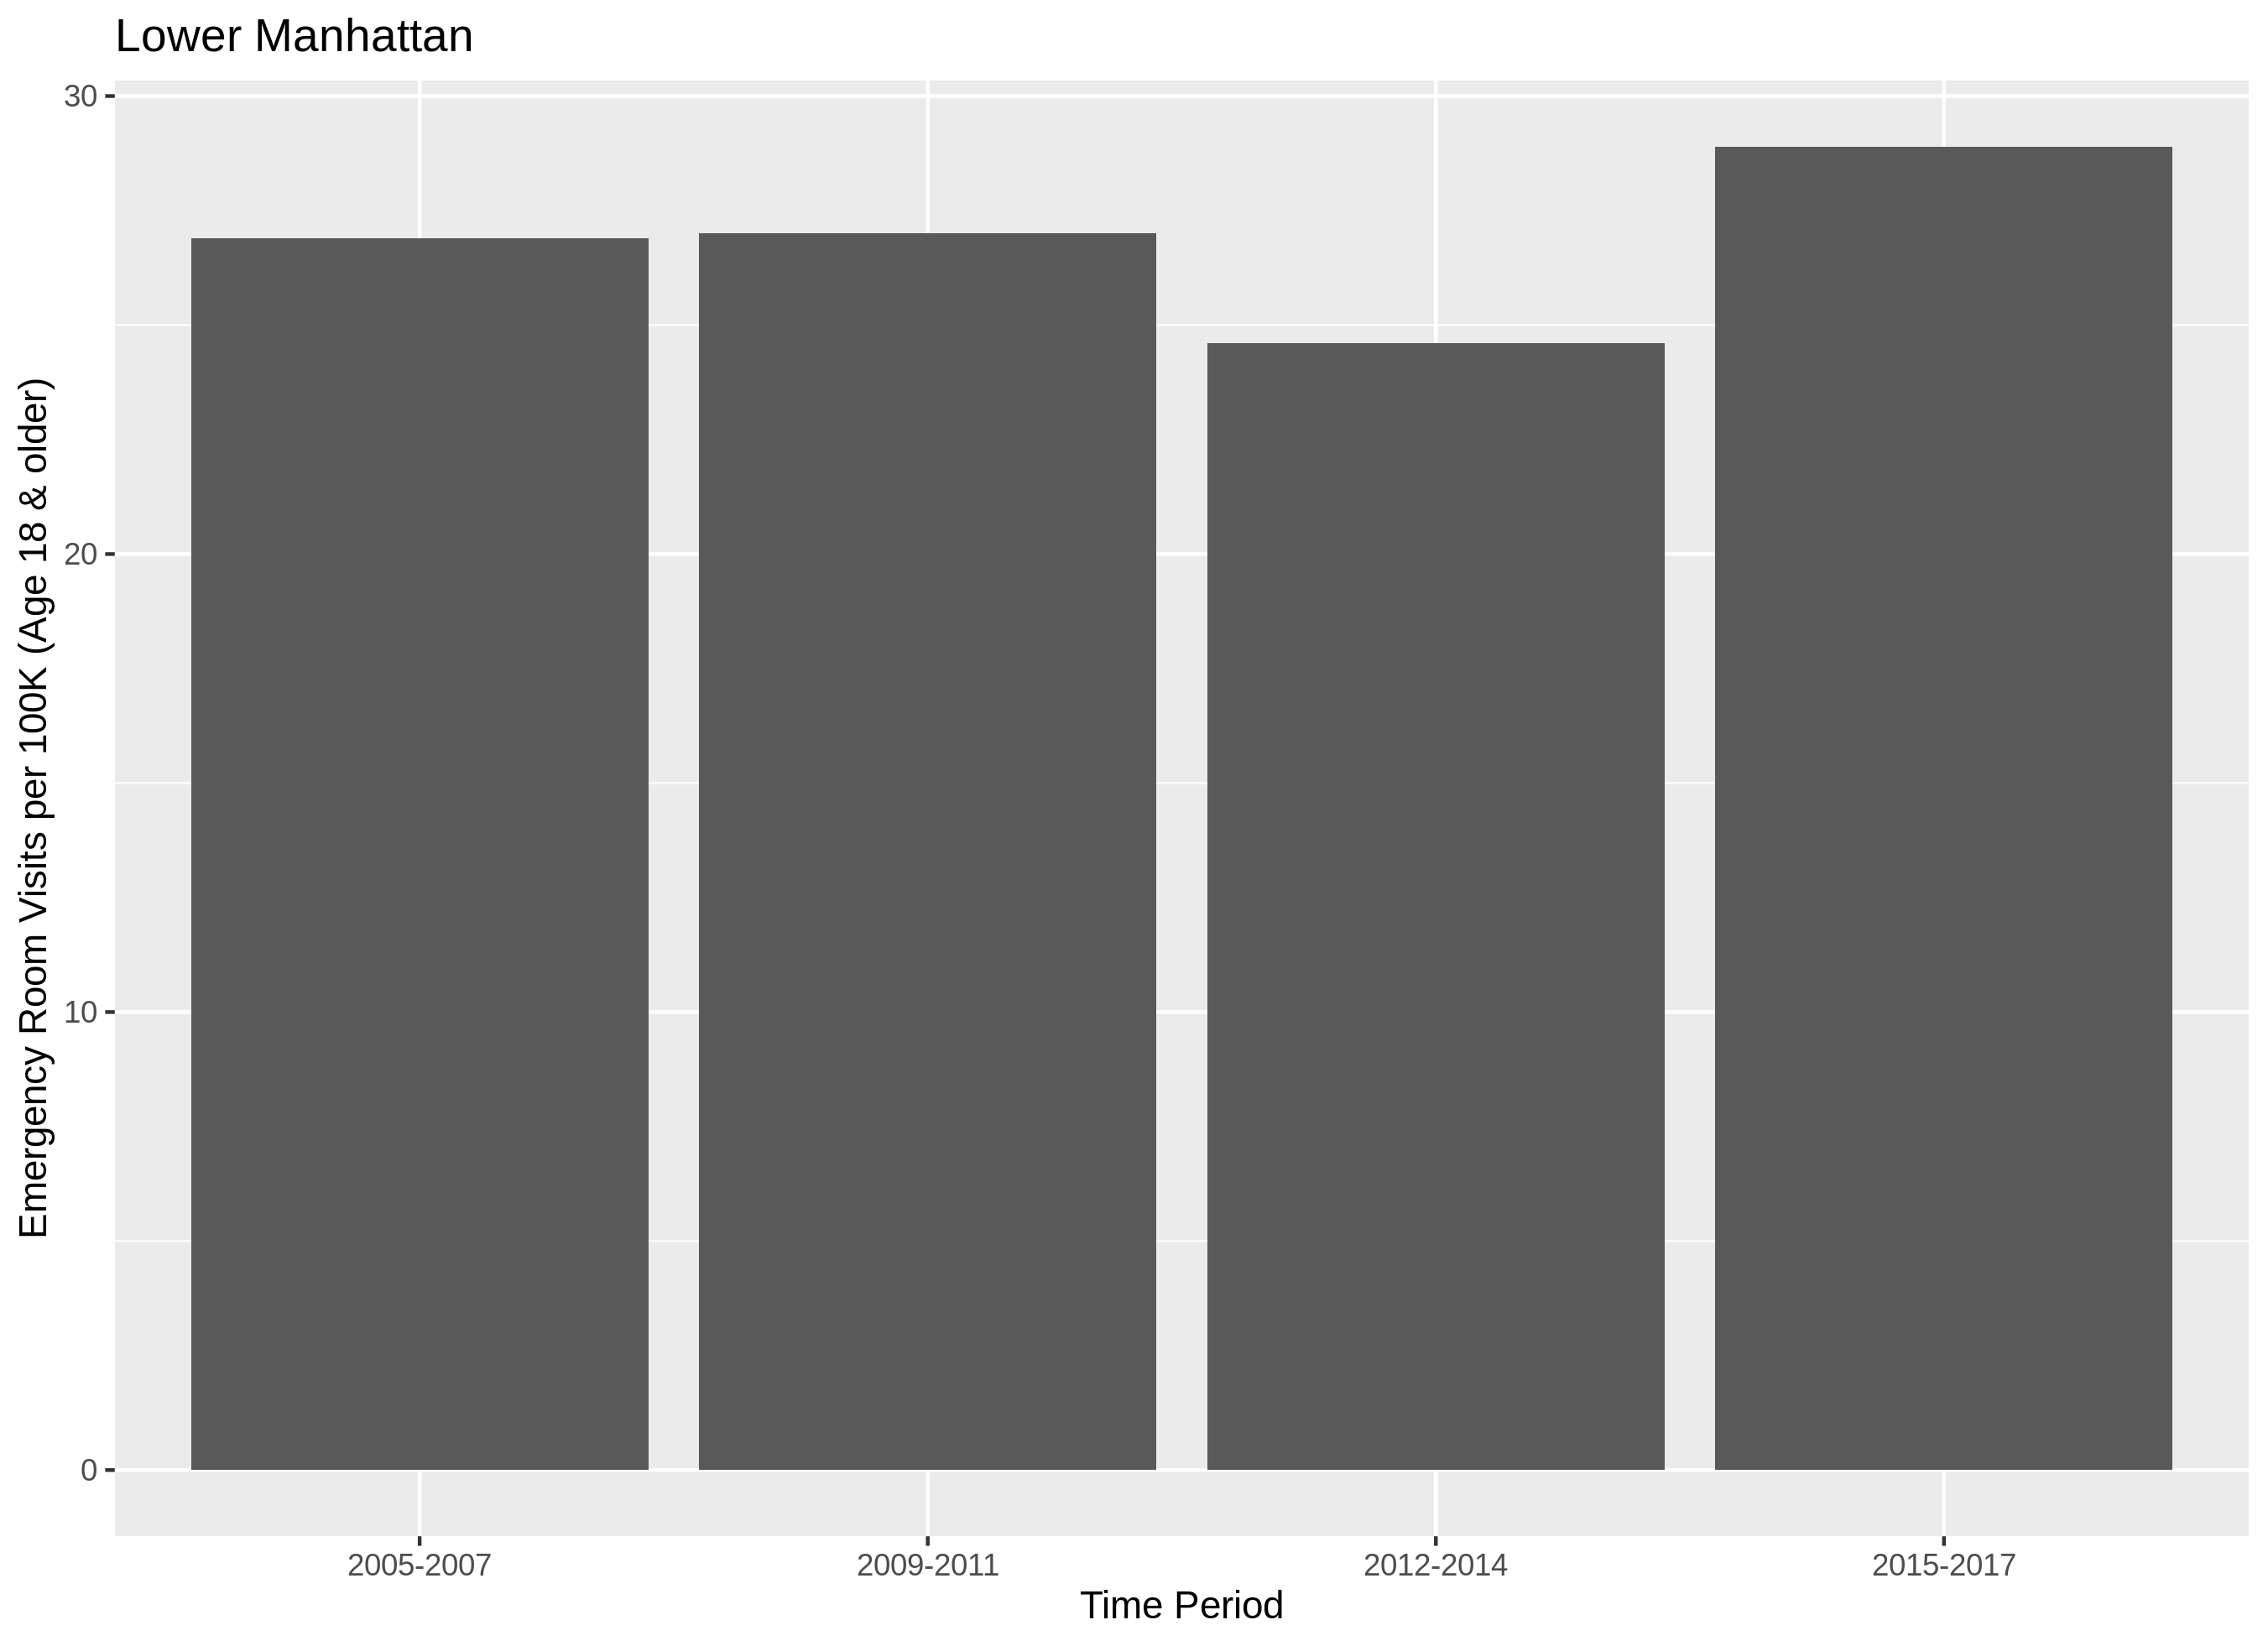 Lower Manhattan
Emergency Room Visits per 100K (Age 18 & older)
30
20
10
0
2005-2007 2009-2011 2012-2014 2015-2017
Time Period